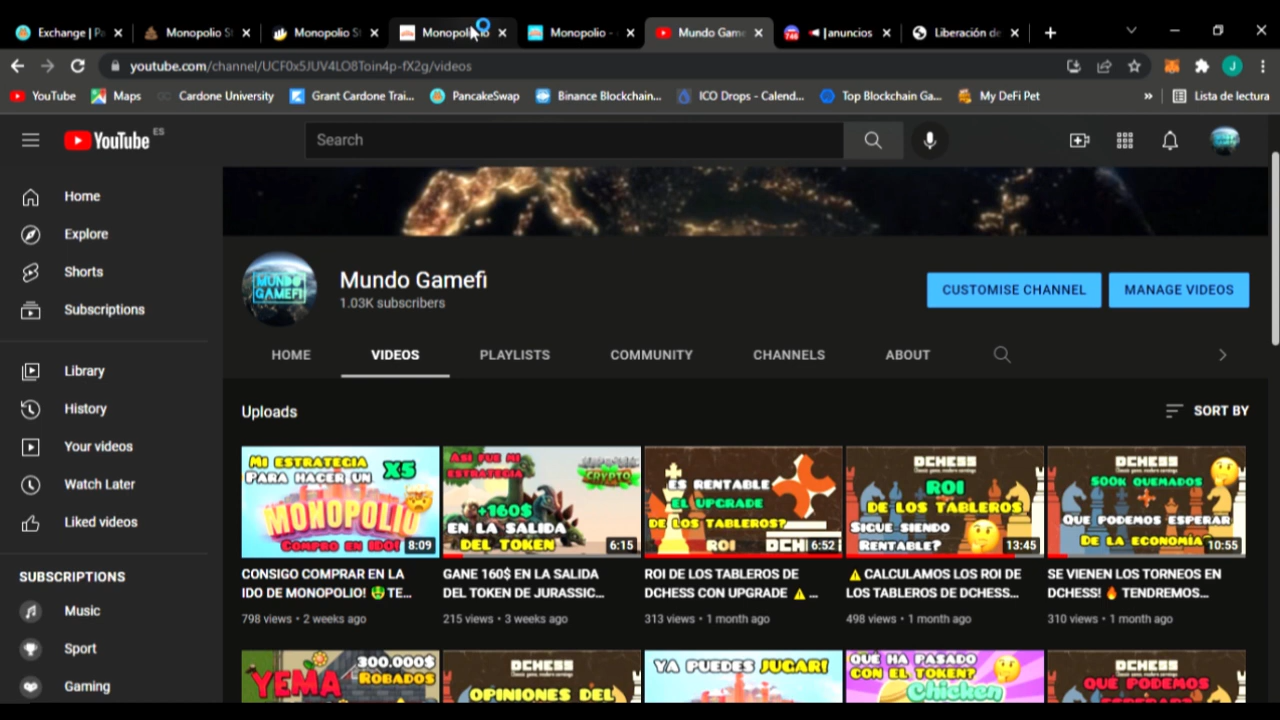 Exchange | Pa
Monopolio St
Monopolio St
Monopolio
Monopolio -
Mundo Game
746
anuncios
Liberación de
youtube.com/channel/UCF0x5JUV4LO8Toin4p-fX2g/videos
J
YouTube
Maps
Cardone University
Grant Cardone Trai...
PancakeSwap
Binance Blockchain...
ICO Drops - Calend...
Top Blockchain Ga...
My DeFi Pet
»
Lista de lectura
YouTube ES
Search
Home
Explore
Shorts
Subscriptions
Library
History
Your videos
Watch Later
Liked videos
SUBSCRIPTIONS
Music
Sport
Gaming
MUNDO
GAMEFI
Mundo Gamefi
1.03K subscribers
CUSTOMISE CHANNEL
MANAGE VIDEOS
HOME
VIDEOS
PLAYLISTS
COMMUNITY
CHANNELS
ABOUT
Uploads
SORT BY
MI ESTRATEGIA
PARA HACER UN X5
MONOPOLIO
COMPRO EN IDO!
8:09
CONSIGO COMPRAR EN LA
IDO DE MONOPOLIO! TE...
798 views • 2 weeks ago
ASÍ FUE MI
ESTRATEGIA
CRYPTO
+160$
EN LA SALIDA
DEL TOKEN
6:15
GANE 160$ EN LA SALIDA
DEL TOKEN DE JURASSIC...
215 views • 3 weeks ago
ES RENTABLE
EL UPGRADE
DE LOS TABLEROS?
ROI
DCH
6:52
ROI DE LOS TABLEROS DE
DCHESS CON UPGRADE ...
313 views • 1 month ago
DCHESS
ROI
DE LOS TABLEROS
SIGUE SIENDO
RENTABLE?
13:45
CALCULAMOS LOS ROI DE
LOS TABLEROS DE DCHESS...
498 views • 1 month ago
DCHESS
500K QUEMADOS
QUE PODEMOS ESPERAR
DE LA ECONOMÍA
10:55
SE VIENEN LOS TORNEOS EN
DCHESS! TENDREMOS...
310 views • 1 month ago
300.000$
YEMA ROBADOS
DCHESS
OPINIONES DEL
YA PUEDES JUGAR!
QUE HA PASADO
CON EL TOKEN?
Chicken
DCHESS
QUE PODEMOS